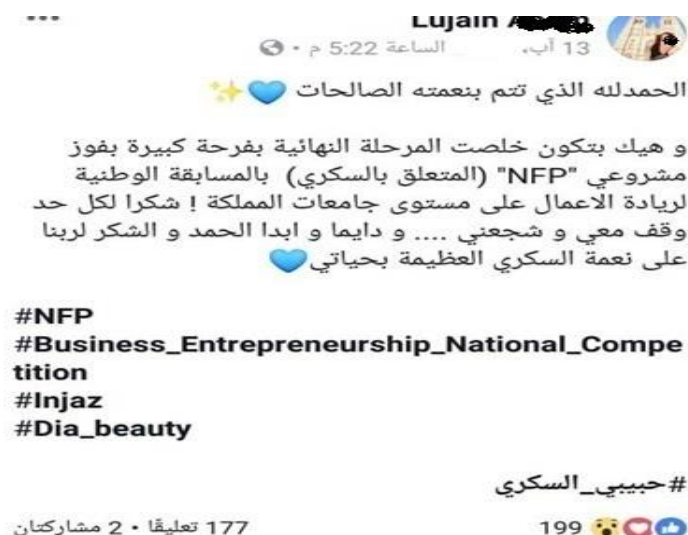 Lujain
13 آب، الساعة 5:22 م ·
الحمدلله الذي تتم بنعمته الصالحات 💙✨
و هيك بتكون خلصت المرحلة النهائية بفرحة كبيرة بفوز
مشروعي "NFP" (المتعلق بالسكري) بالمسابقة الوطنية
لريادة الاعمال على مستوى جامعات المملكة ! شكرا لكل حد
وقف معي و شجعني .... و دايما و ابدا الحمد و الشكر لربنا
على نعمة السكري العظيمة بحياتي💙
#NFP
#Business_Entrepreneurship_National_Compe
tition
#Injaz
#Dia_beauty
#حبيبي_السكري
199
177 تعليقًا · 2 مشاركتان